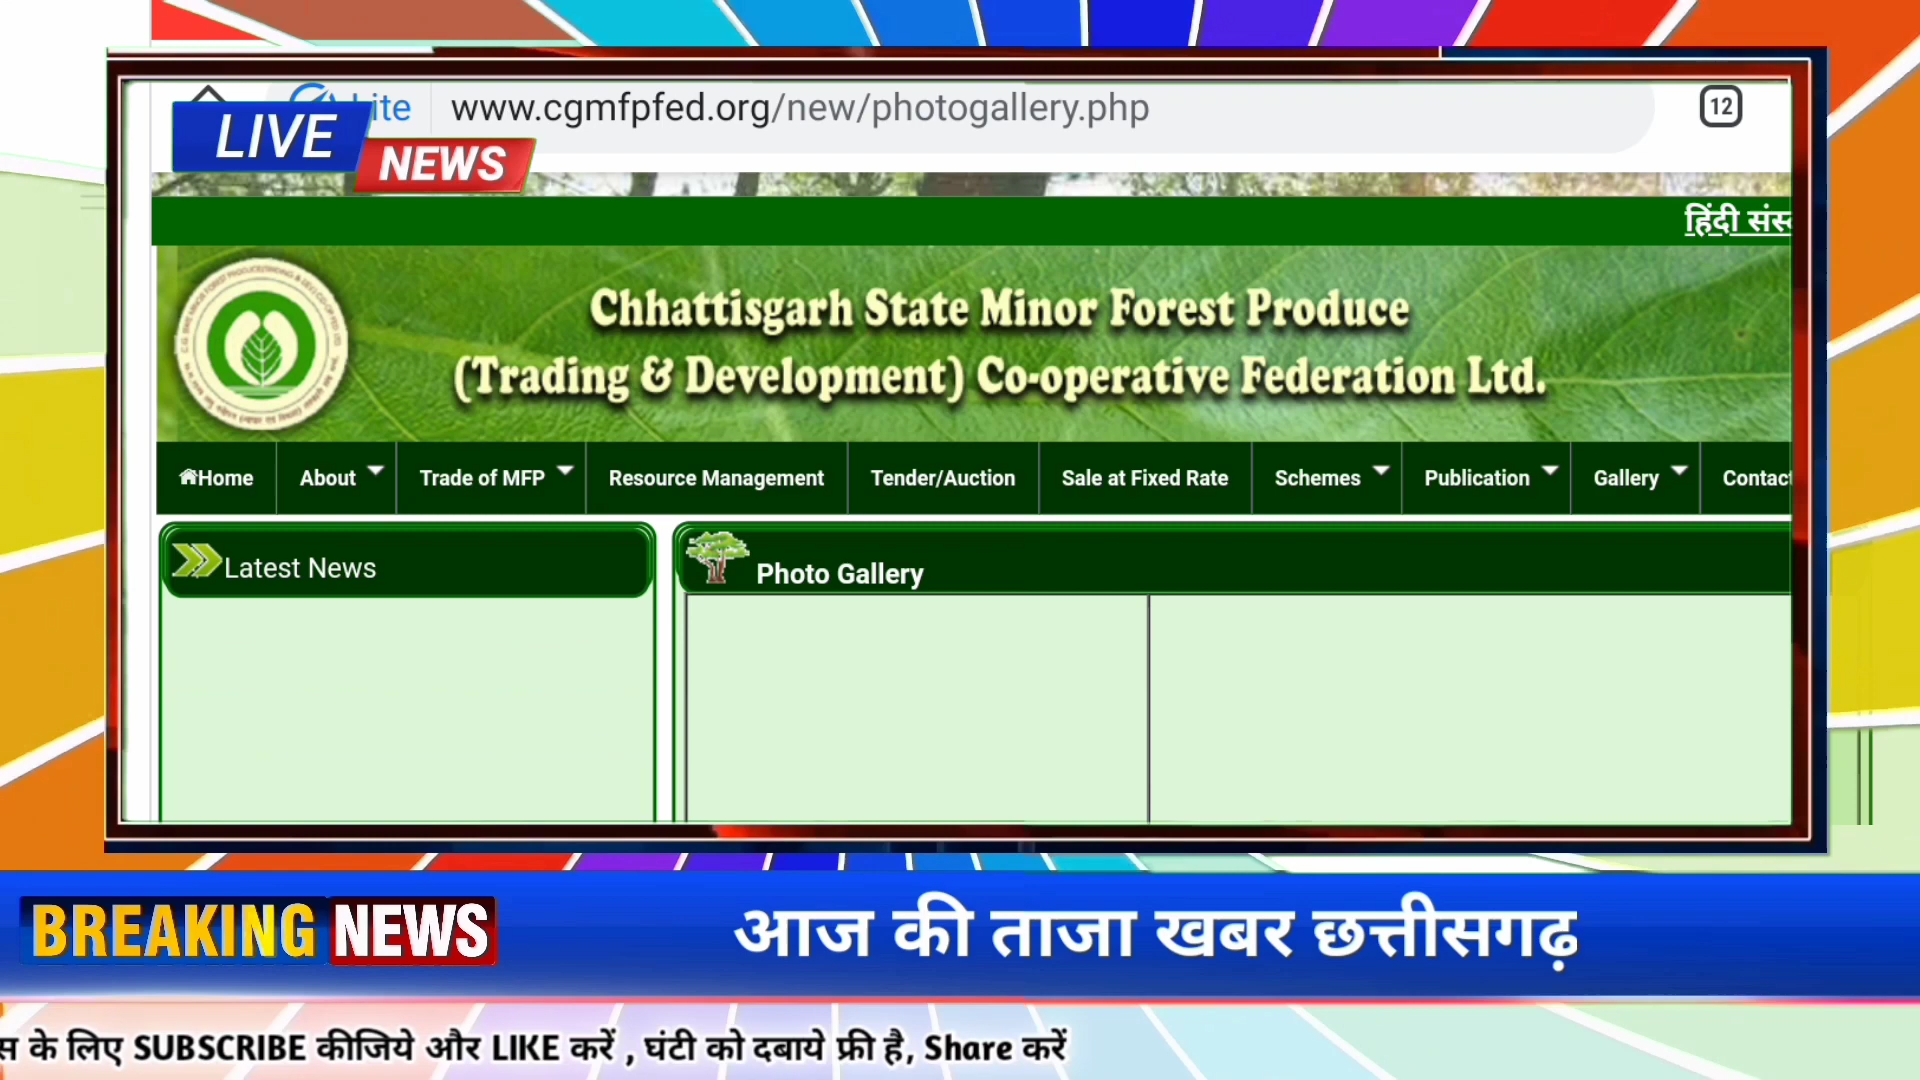 Lite www.cgmfpfed.org/new/photogallery.php 12
LIVE
NEWS
हिंदी
Chhattisgarh State Minor Forest Produce
(Trading & Development) Co-operative Federation Ltd.
Home About Trade of MFP Resource Management Tender/Auction Sale at Fixed Rate Schemes Publication Gallery Contact
Latest News
Photo Gallery
BREAKING NEWS
आज की ताजा खबर छत्तीसगढ़
के लिए SUBSCRIBE कीजिये और LIKE करें , घंटी को दबाये फ्री है, Share करें